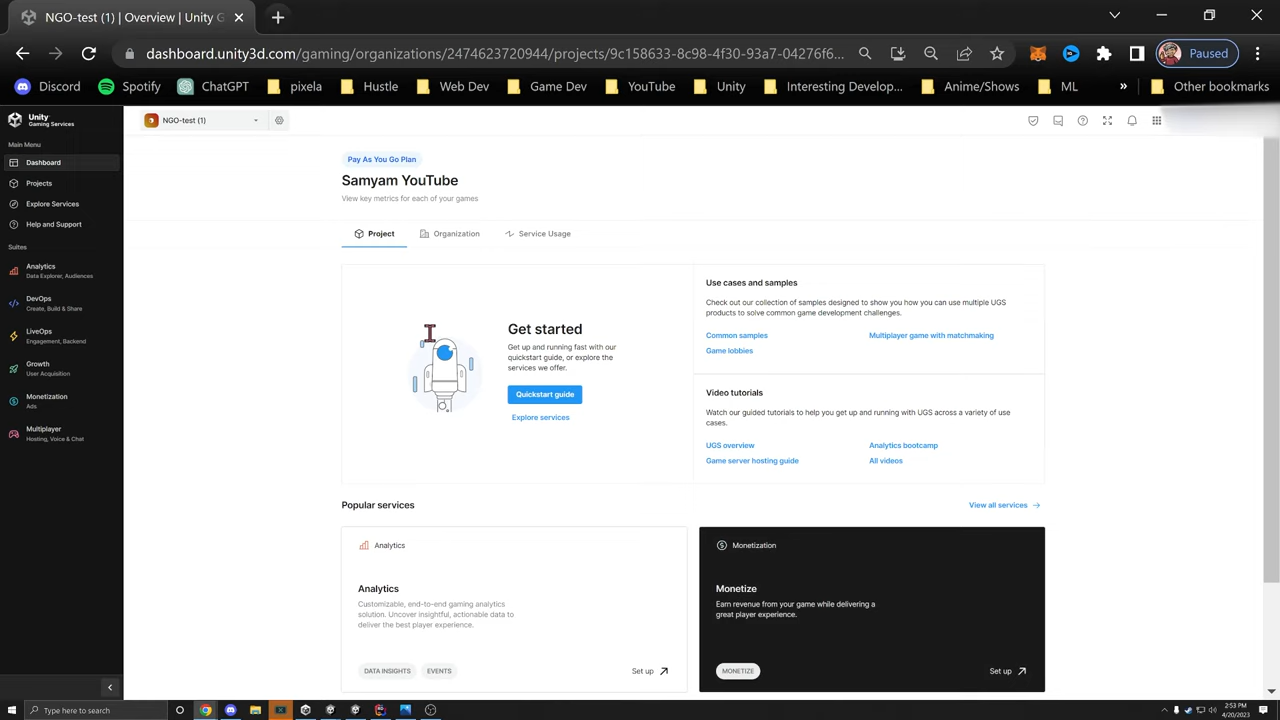 Dashboard (1) Overview
dashboard.unity3d.com/gaming/organizations/2474623720944/projects/9c158633-8c98-4f30-93a7-04276f6...
Paused
Discord
Spotify
ChatGPT
pixela
Hustle
Web Dev
Game Dev
YouTube
Unity
Interesting Develop...
Anime/Shows
ML
»
Other bookmarks
Unity
Gaming Services
NGO-test (1)
Main Menu
Dashboard
Projects
Explore Services
Help and Support
Suites
Analytics
Data Explorer, Audiences
DevOps
Create, Build & Share
LiveOps
Engagement, Backend
Growth
User Acquisition
Monetization
Ads
Multiplayer
Hosting, Voice & Chat
Pay As You Go Plan
Samyam YouTube
View key metrics for each of your games
Project
Organization
Service Usage
Get started
Get up and running fast with our
quickstart guide, or explore the
services we offer.
Quickstart guide
Explore services
Use cases and samples
Check out our collection of samples designed to show you how you can use multiple UGS
products to solve common game development challenges.
Common samples
Multiplayer game with matchmaking
Game lobbies
Video tutorials
Watch our guided tutorials to help you get up and running with UGS across a variety of use
cases.
UGS overview
Analytics bootcamp
Game server hosting guide
All videos
Popular services
View all services
Analytics
Analytics
Customizable, end-to-end gaming analytics
solution. Uncover insightful, actionable data to
deliver the best player experience.
DATA INSIGHTS
EVENTS
Set up
Monetization
Monetize
Earn revenue from your game while delivering a
great player experience.
MONETIZE
Set up
Type here to search
2:53 PM
4/20/2023